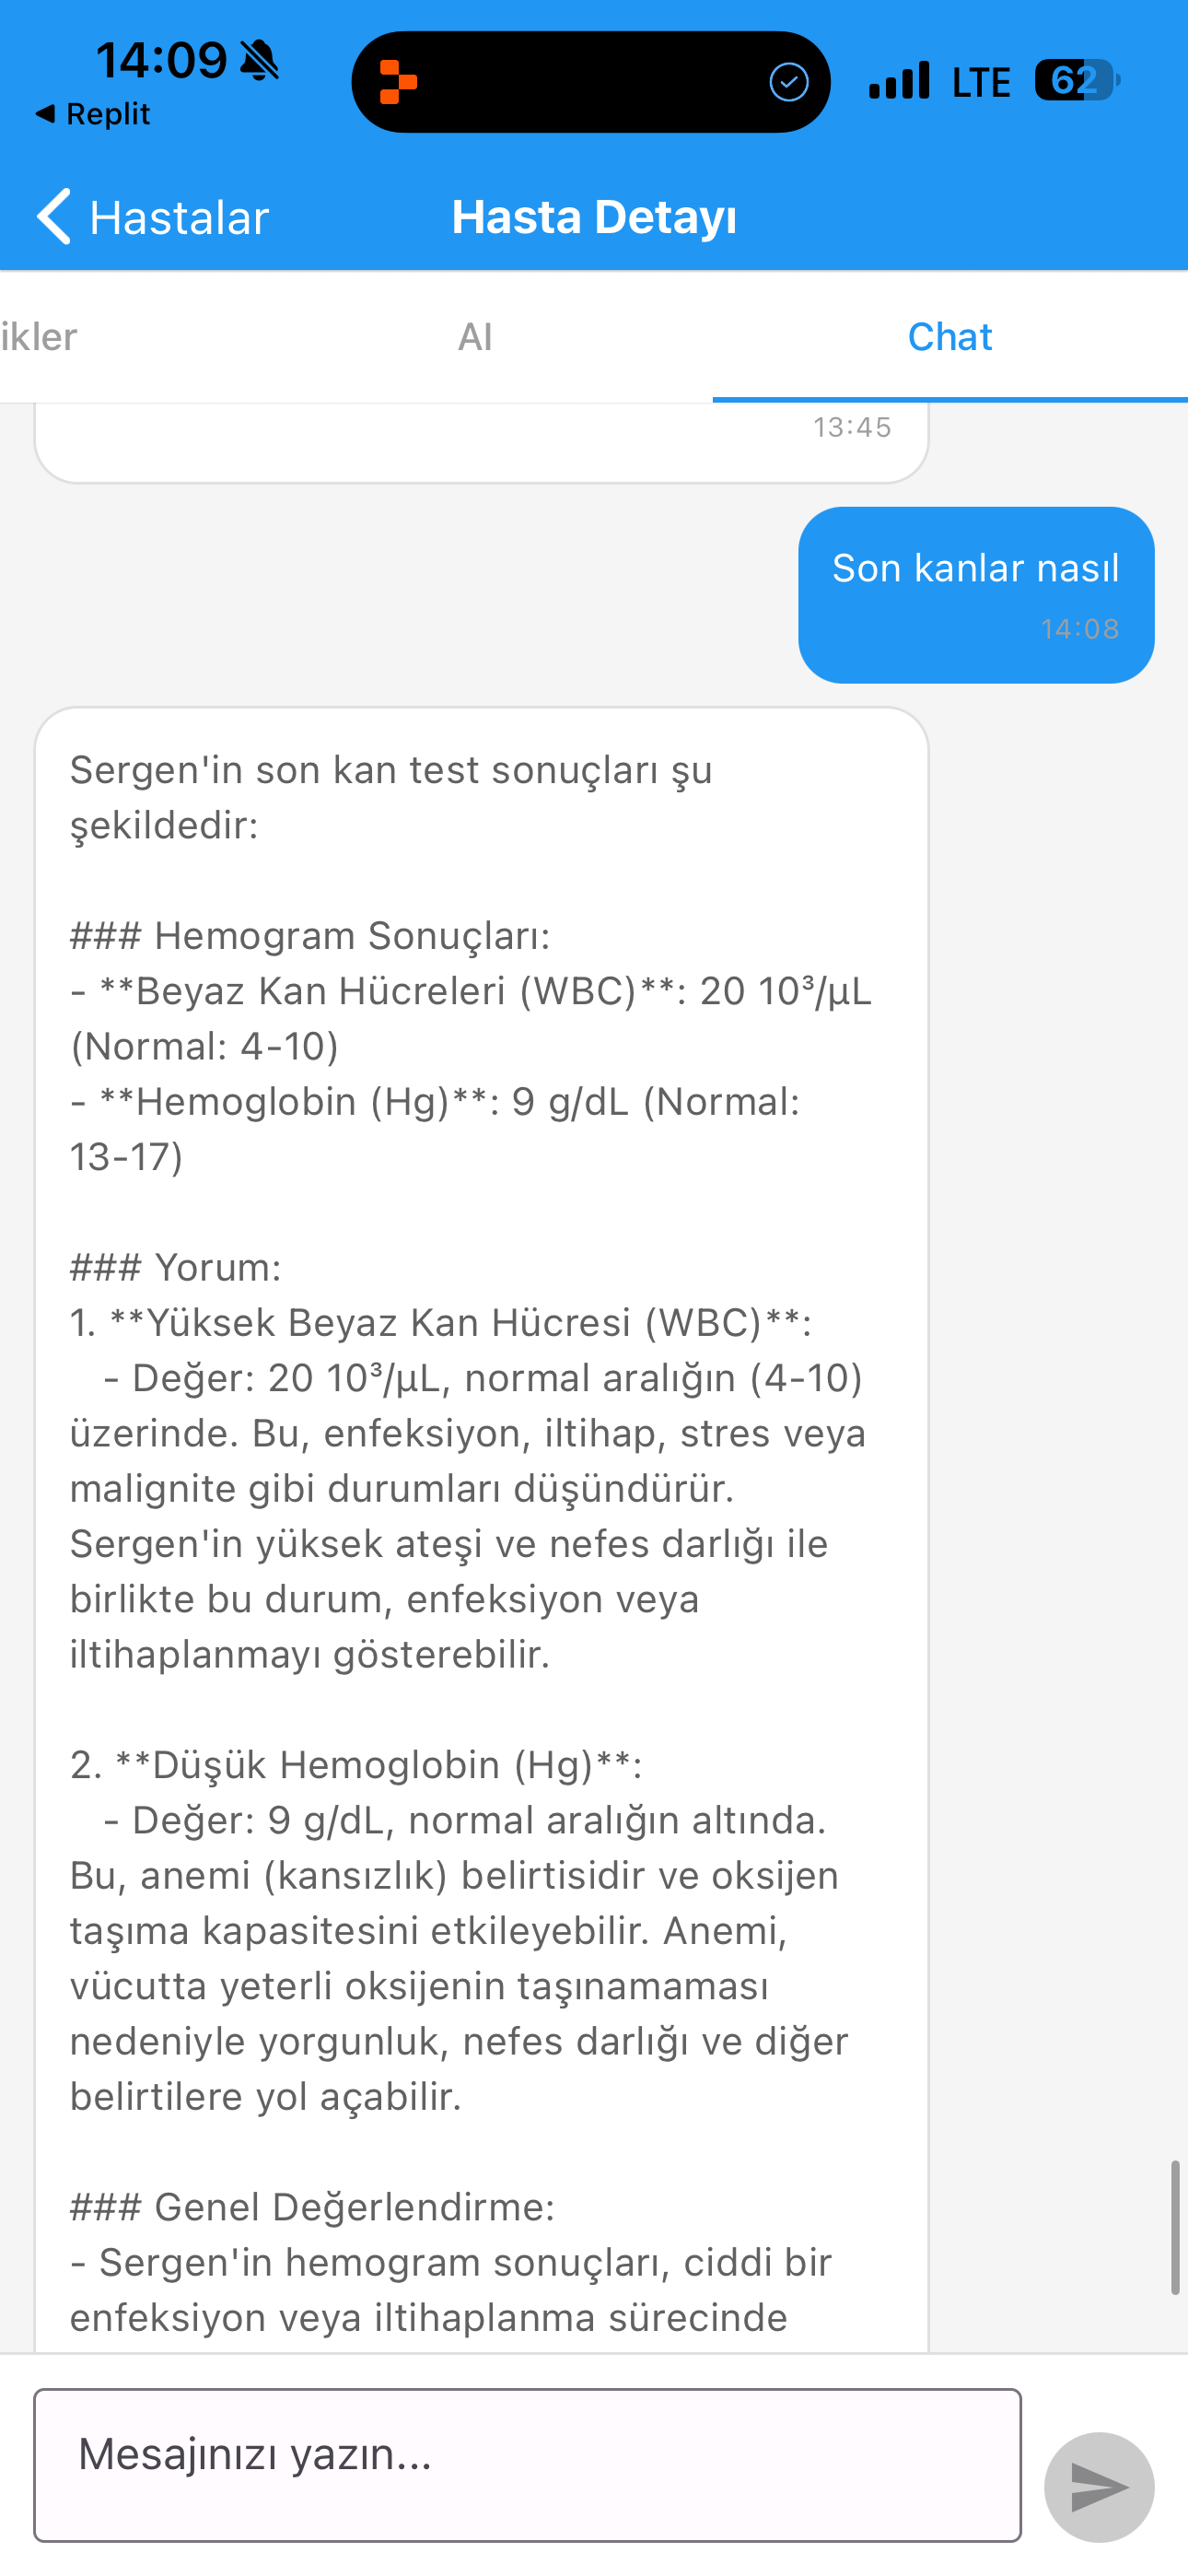 14:09
LTE
62
◀ Replit
Hastalar
Hasta Detayı
ikler
AI
Chat
13:45
Son kanlar nasıl
14:08
Sergen'in son kan test sonuçları şu
şekildedir:
### Hemogram Sonuçları:
- **Beyaz Kan Hücreleri (WBC)**: 20 10³/µL
(Normal: 4-10)
- **Hemoglobin (Hg)**: 9 g/dL (Normal:
13-17)
### Yorum:
1. **Yüksek Beyaz Kan Hücresi (WBC)**:
- Değer: 20 10³/µL, normal aralığın (4-10)
üzerinde. Bu, enfeksiyon, iltihap, stres veya
malignite gibi durumları düşündürür.
Sergen'in yüksek ateşi ve nefes darlığı ile
birlikte bu durum, enfeksiyon veya
iltihaplanmayı gösterebilir.
2. **Düşük Hemoglobin (Hg)**:
- Değer: 9 g/dL, normal aralığın altında.
Bu, anemi (kansızlık) belirtisidir ve oksijen
taşıma kapasitesini etkileyebilir. Anemi,
vücutta yeterli oksijenin taşınamaması
nedeniyle yorgunluk, nefes darlığı ve diğer
belirtilere yol açabilir.
### Genel Değerlendirme:
- Sergen'in hemogram sonuçları, ciddi bir
enfeksiyon veya iltihaplanma sürecinde
Mesajınızı yazın...